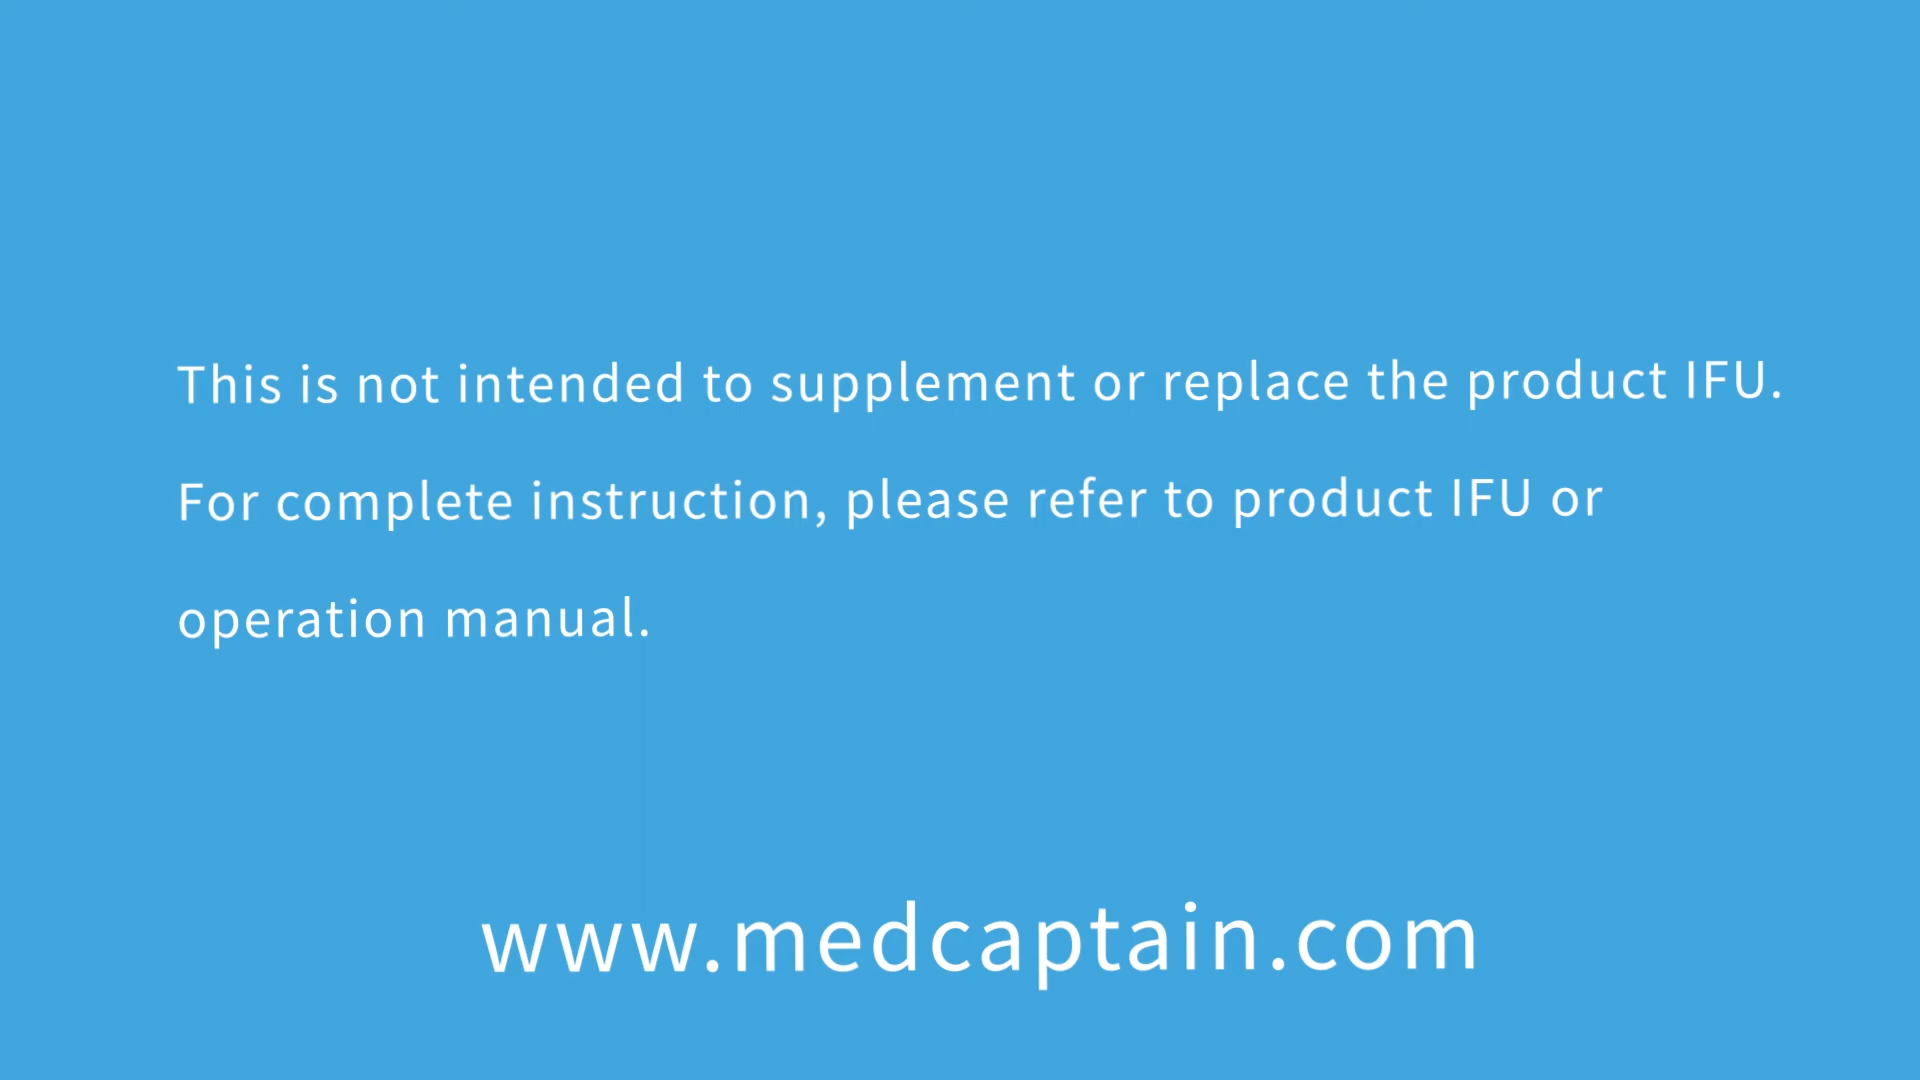 This is not intended to supplement or replace the product IFU.
For complete instruction, please refer to product IFU or
operation manual.
www.medcaptain.com